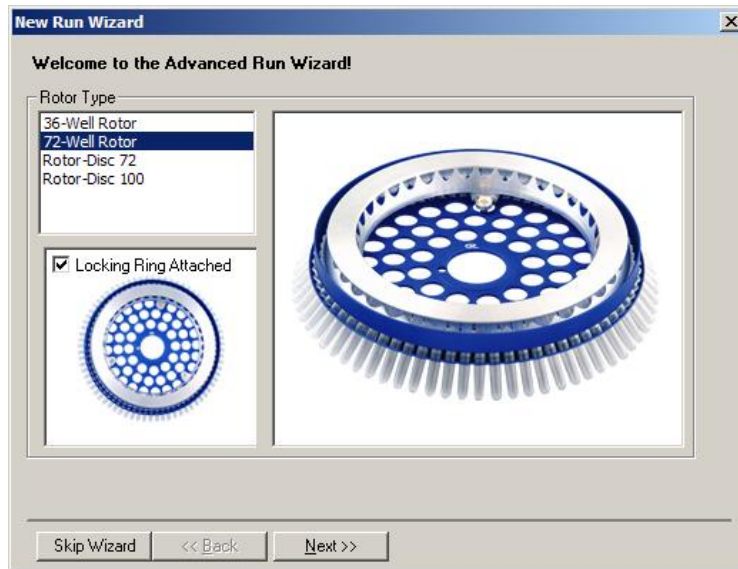 New Run Wizard
Welcome to the Advanced Run Wizard!
Rotor Type
36-Well Rotor
72-Well Rotor
Rotor-Disc 72
Rotor-Disc 100
Locking Ring Attached
Skip Wizard
<< Back
Next >>